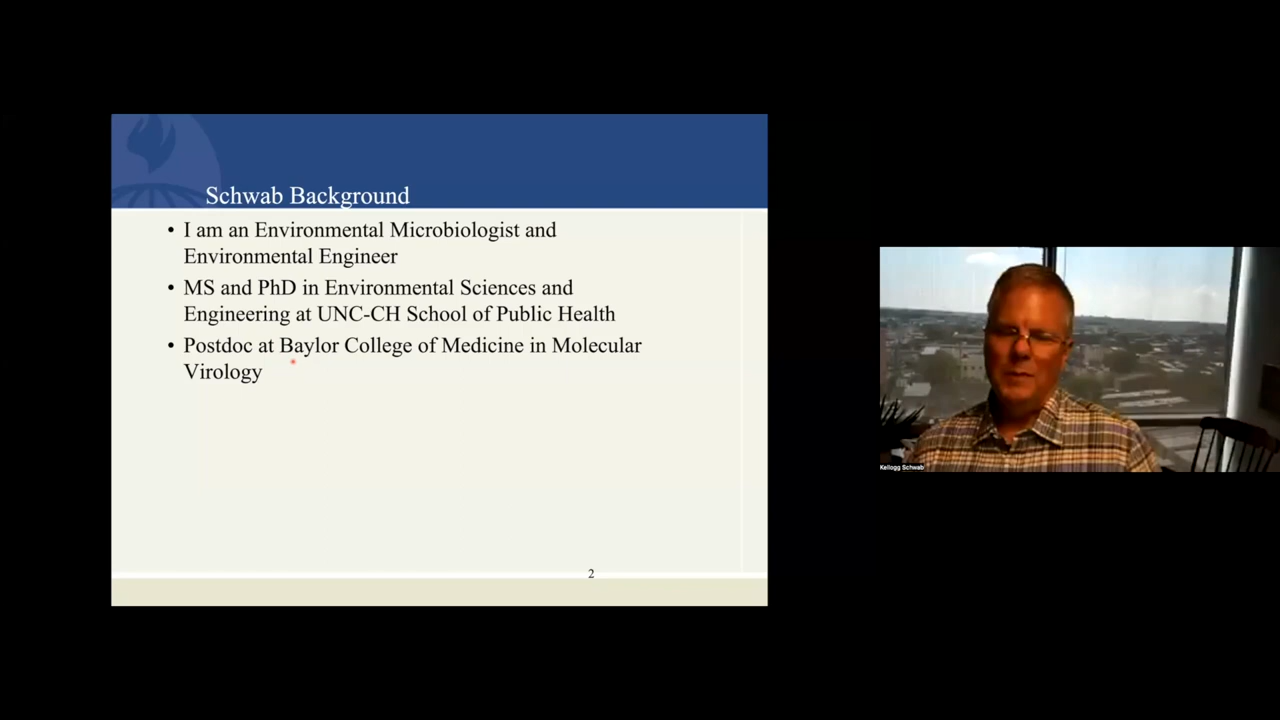 Schwab Background
• I am an Environmental Microbiologist and
Environmental Engineer
• MS and PhD in Environmental Sciences and
Engineering at UNC-CH School of Public Health
• Postdoc at Baylor College of Medicine in Molecular
Virology
2
Kellogg Schwab